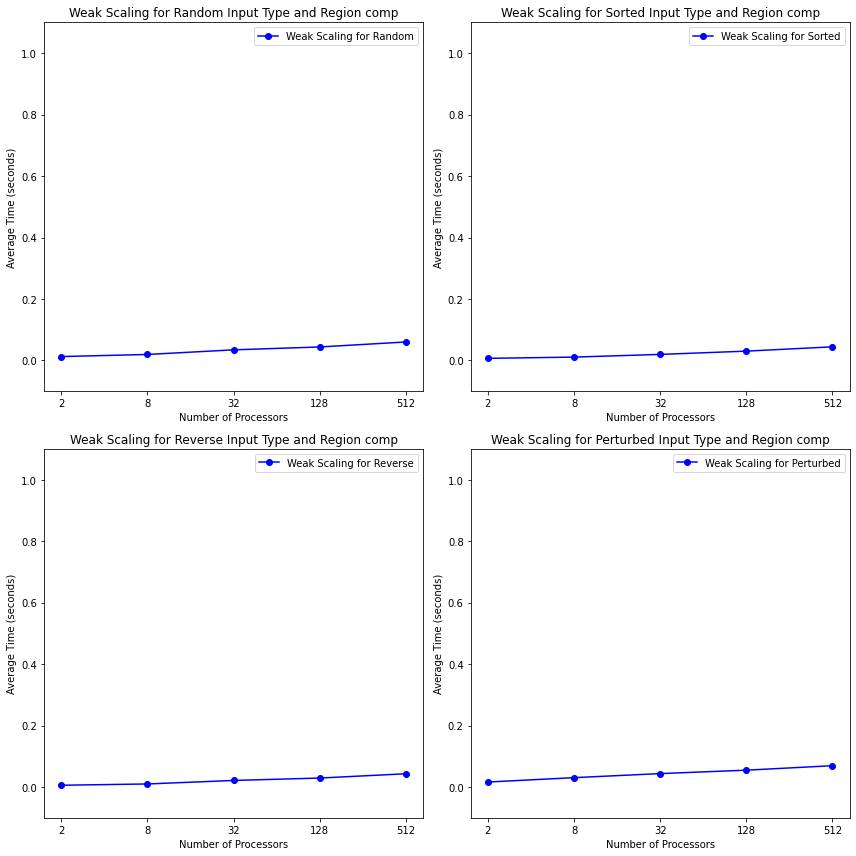 Weak Scaling for Random Input Type and Region comp
Weak Scaling for Random
1.0
0.8
0.6
0.4
0.2
0.0
Average Time (seconds)
2 8 32 128 512
Number of Processors
Weak Scaling for Sorted Input Type and Region comp
Weak Scaling for Sorted
1.0
0.8
0.6
0.4
0.2
0.0
Average Time (seconds)
2 8 32 128 512
Number of Processors
Weak Scaling for Reverse Input Type and Region comp
Weak Scaling for Reverse
1.0
0.8
0.6
0.4
0.2
0.0
Average Time (seconds)
2 8 32 128 512
Number of Processors
Weak Scaling for Perturbed Input Type and Region comp
Weak Scaling for Perturbed
1.0
0.8
0.6
0.4
0.2
0.0
Average Time (seconds)
2 8 32 128 512
Number of Processors